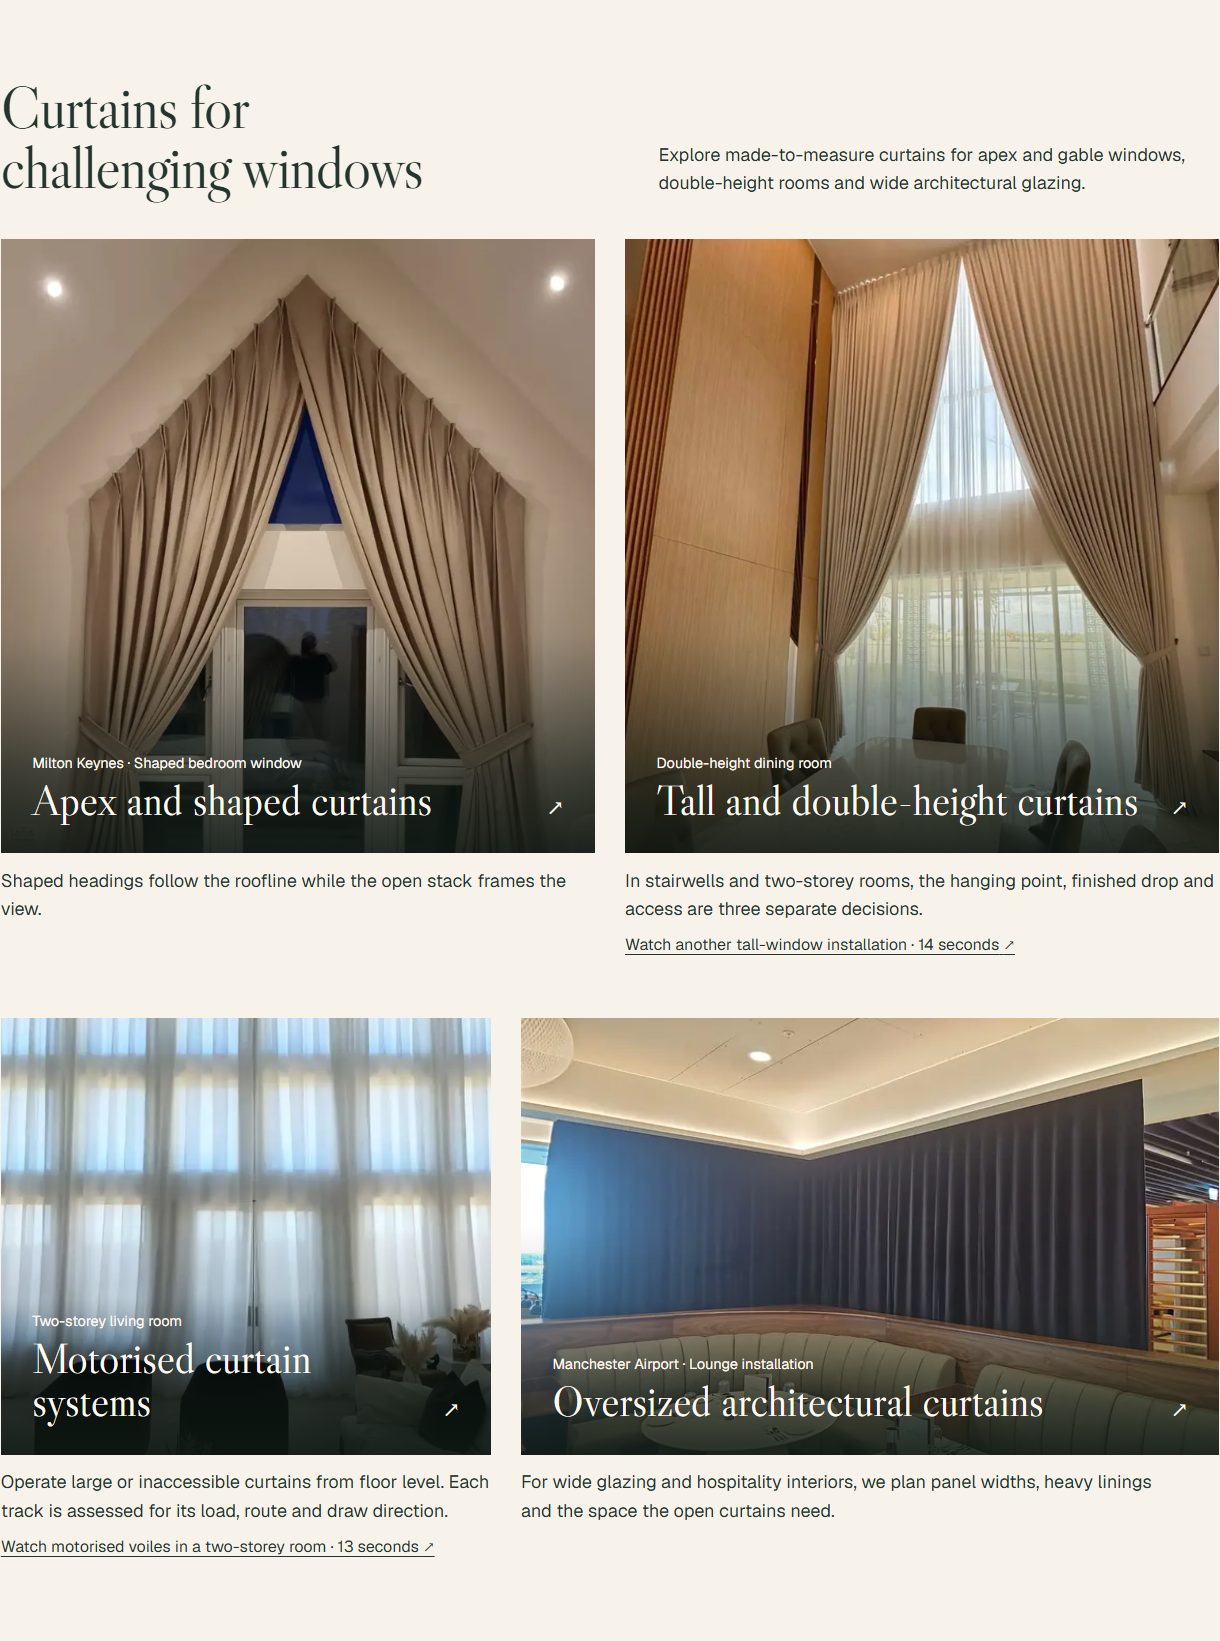 Curtains for
challenging windows
Explore made-to-measure curtains for apex and gable windows,
double-height rooms and wide architectural glazing.
Milton Keynes · Shaped bedroom window
Apex and shaped curtains ↗
Double-height dining room
Tall and double-height curtains ↗
Shaped headings follow the roofline while the open stack frames the
view.
In stairwells and two-storey rooms, the hanging point, finished drop and
access are three separate decisions.
Watch another tall-window installation · 14 seconds ↗
Two-storey living room
Motorised curtain
systems ↗
Manchester Airport · Lounge installation
Oversized architectural curtains ↗
Operate large or inaccessible curtains from floor level. Each
track is assessed for its load, route and draw direction.
Watch motorised voiles in a two-storey room · 13 seconds ↗
For wide glazing and hospitality interiors, we plan panel widths, heavy linings
and the space the open curtains need.